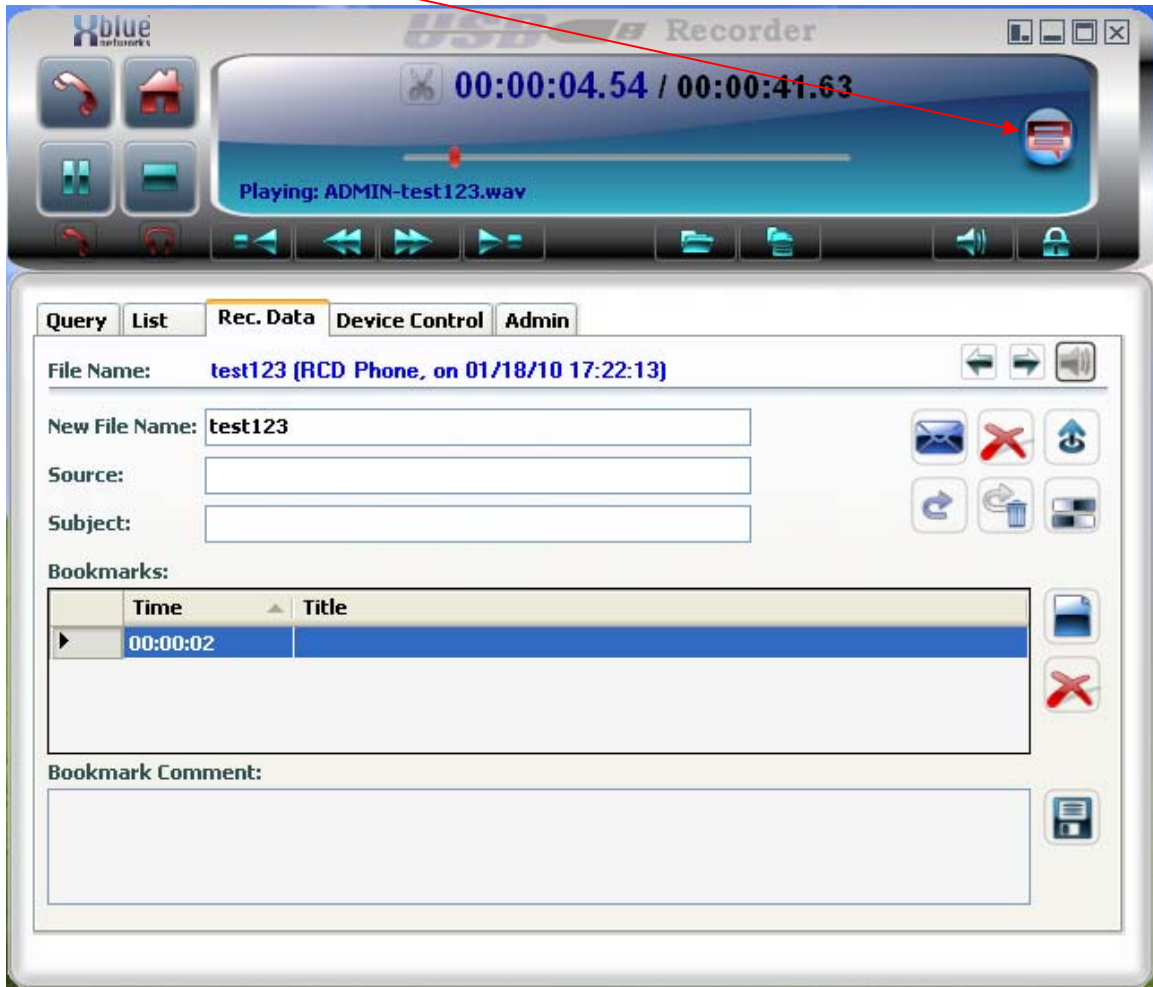 Xblue
networks
USB Recorder
00:00:04.54 / 00:00:41.63
Playing: ADMIN-test123.wav
Query List Rec. Data Device Control Admin
File Name: test123 (RCD Phone, on 01/18/10 17:22:13)
New File Name: test123
Source:
Subject:
Bookmarks:
Time Title
00:00:02
Bookmark Comment: